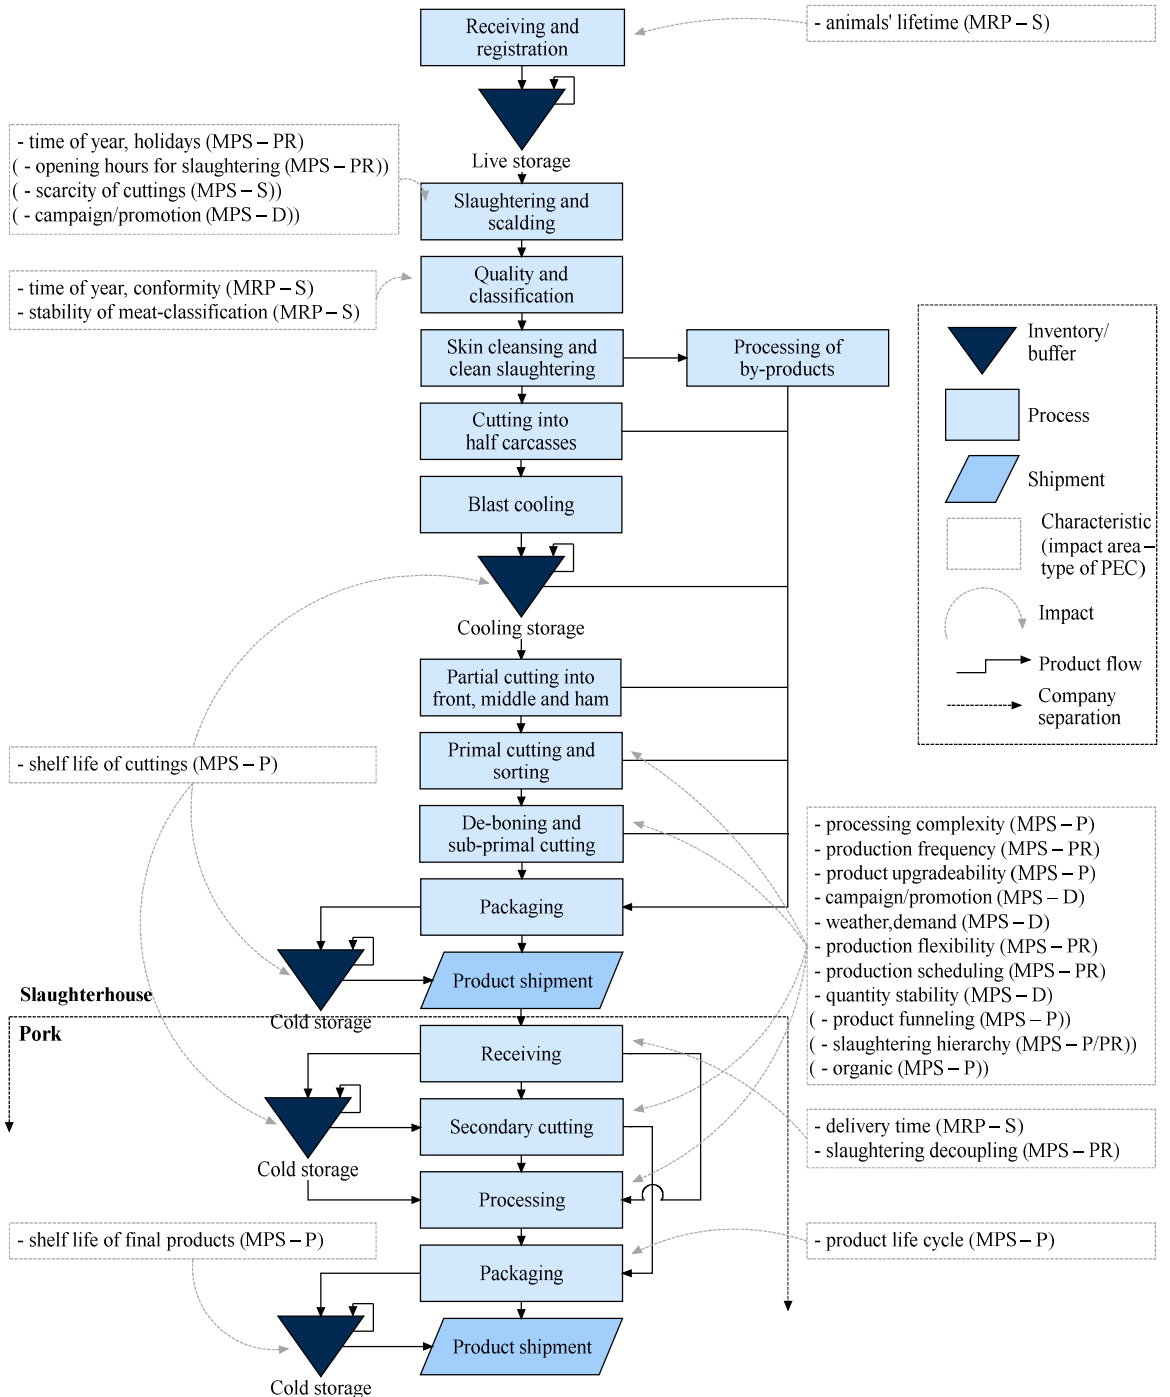 Receiving and
registration
- animals' lifetime (MRP – S)
Live storage
- time of year, holidays (MPS – PR)
( - opening hours for slaughtering (MPS – PR))
( - scarcity of cuttings (MPS – S))
( - campaign/promotion (MPS – D))
Slaughtering and
scalding
Quality and
classification
- time of year, conformity (MRP – S)
- stability of meat-classification (MRP – S)
Skin cleansing and
clean slaughtering
Processing of
by-products
Cutting into
half carcasses
Blast cooling
Cooling storage
Partial cutting into
front, middle and ham
Primal cutting and
sorting
- shelf life of cuttings (MPS – P)
De-boning and
sub-primal cutting
Packaging
Product shipment
Cold storage
Slaughterhouse
Pork
Receiving
Secondary cutting
Cold storage
Processing
- shelf life of final products (MPS – P)
Packaging
Product shipment
Cold storage
Inventory/
buffer
Process
Shipment
Characteristic
(impact area –
type of PEC)
Impact
Product flow
Company
separation
- processing complexity (MPS – P)
- production frequency (MPS – PR)
- product upgradeability (MPS – P)
- campaign/promotion (MPS – D)
- weather,demand (MPS – D)
- production flexibility (MPS – PR)
- production scheduling (MPS – PR)
- quantity stability (MPS – D)
( - product funneling (MPS – P))
( - slaughtering hierarchy (MPS – P/PR))
( - organic (MPS – P))
- delivery time (MRP – S)
- slaughtering decoupling (MPS – PR)
- product life cycle (MPS – P)